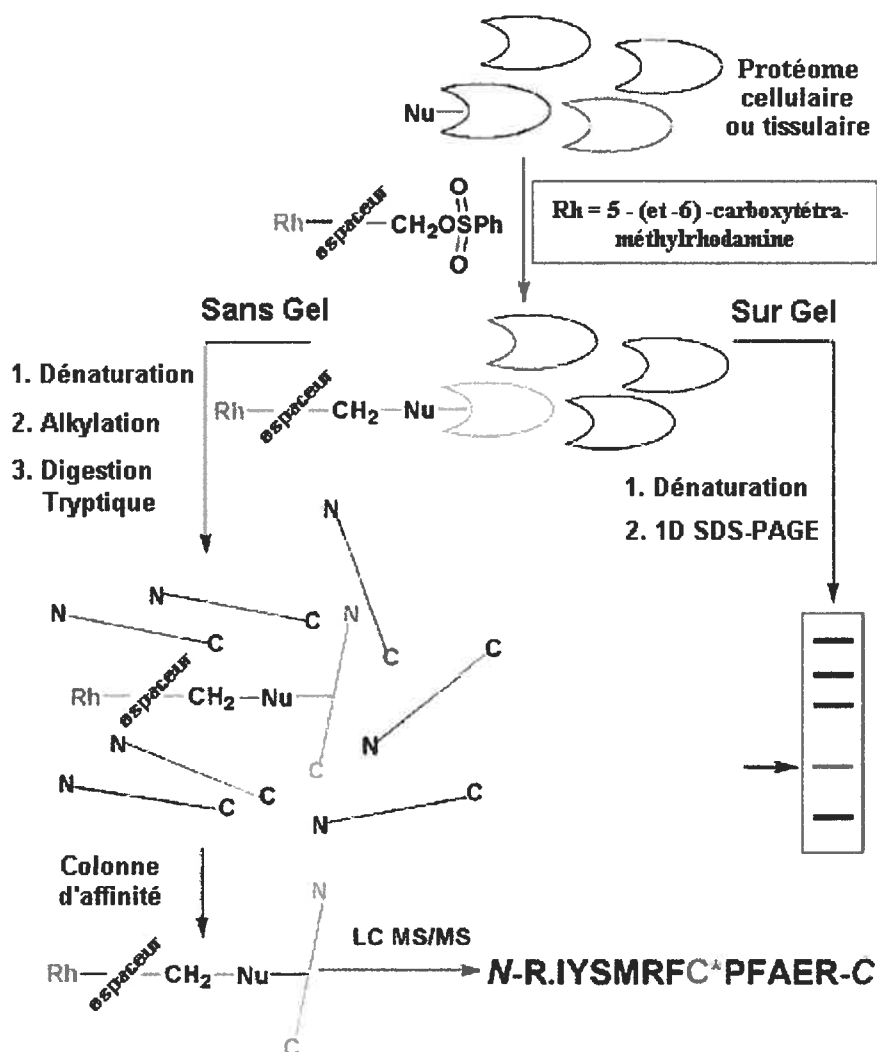 Protéome
cellulaire
ou tissulaire
Nu
Rh
espaceur
CH2OSPh
O
O
Rh = 5 - (et -6) -carboxytétra-
méthylrhodamine
Sans Gel
Sur Gel
1. Dénaturation
2. Alkylation
3. Digestion
Tryptique
Rh
espaceur
CH2-Nu
1. Dénaturation
2. 1D SDS-PAGE
N
N
N
N
C
C
C
C
Rh
espaceur
CH2-Nu
N
N
N
C
C
C
C
N
Colonne
d'affinité
N
LC MS/MS
Rh
espaceur
CH2-Nu
N-R.IYSMRFC*PFAER-C
C